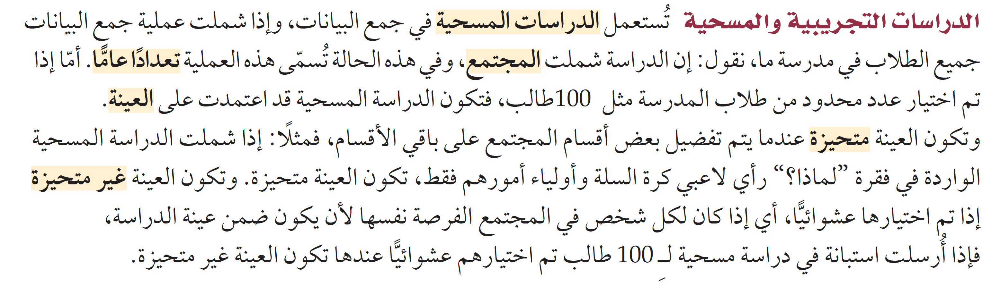 الدراسات التجريبية والمسحية تُستعمل الدراسات المسحية في جمع البيانات، وإذا شملت عملية جمع البيانات
جميع الطلاب في مدرسة ما، نقول: إن الدراسة شملت المجتمع، وفي هذه الحالة تُسمّى هذه العملية تعدادًا عامًّا. أمّا إذا
تم اختيار عدد محدود من طلاب المدرسة مثل 100طالب، فتكون الدراسة المسحية قد اعتمدت على العينة.
وتكون العينة متحيزة عندما يتم تفضيل بعض أقسام المجتمع على باقي الأقسام، فمثلًا: إذا شملت الدراسة المسحية
الواردة في فقرة ”لماذا؟“ رأي لاعبي كرة السلة وأولياء أمورهم فقط، تكون العينة متحيزة. وتكون العينة غير متحيزة
إذا تم اختيارها عشوائيًّا، أي إذا كان لكل شخص في المجتمع الفرصة نفسها لأن يكون ضمن عينة الدراسة،
فإذا أُرسلت استبانة في دراسة مسحية لـِ 100 طالب تم اختيارهم عشوائيًّا عندها تكون العينة غير متحيزة.